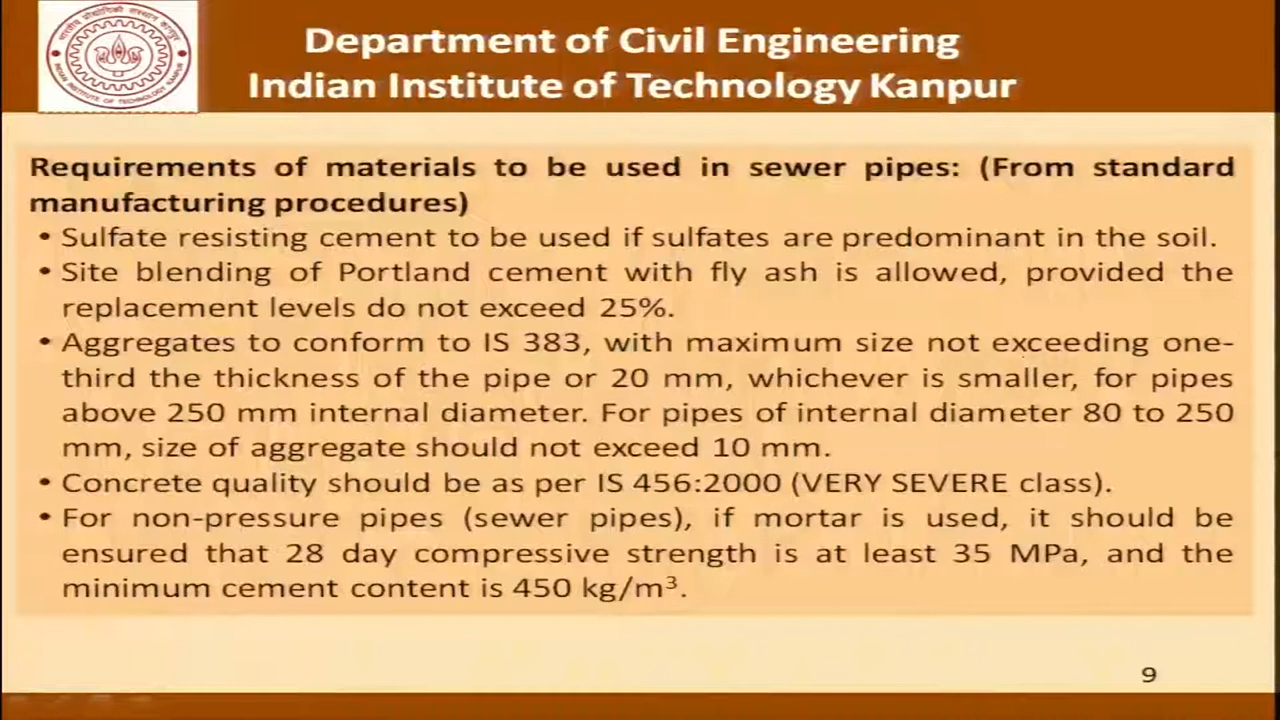 Department of Civil Engineering
Indian Institute of Technology Kanpur
INDIAN INSTITUTE OF TECHNOLOGY KANPUR
Requirements of materials to be used in sewer pipes: (From standard
manufacturing procedures)
• Sulfate resisting cement to be used if sulfates are predominant in the soil.
• Site blending of Portland cement with fly ash is allowed, provided the
replacement levels do not exceed 25%.
• Aggregates to conform to IS 383, with maximum size not exceeding one-
third the thickness of the pipe or 20 mm, whichever is smaller, for pipes
above 250 mm internal diameter. For pipes of internal diameter 80 to 250
mm, size of aggregate should not exceed 10 mm.
• Concrete quality should be as per IS 456:2000 (VERY SEVERE class).
• For non-pressure pipes (sewer pipes), if mortar is used, it should be
ensured that 28 day compressive strength is at least 35 MPa, and the
minimum cement content is 450 kg/m³.
9